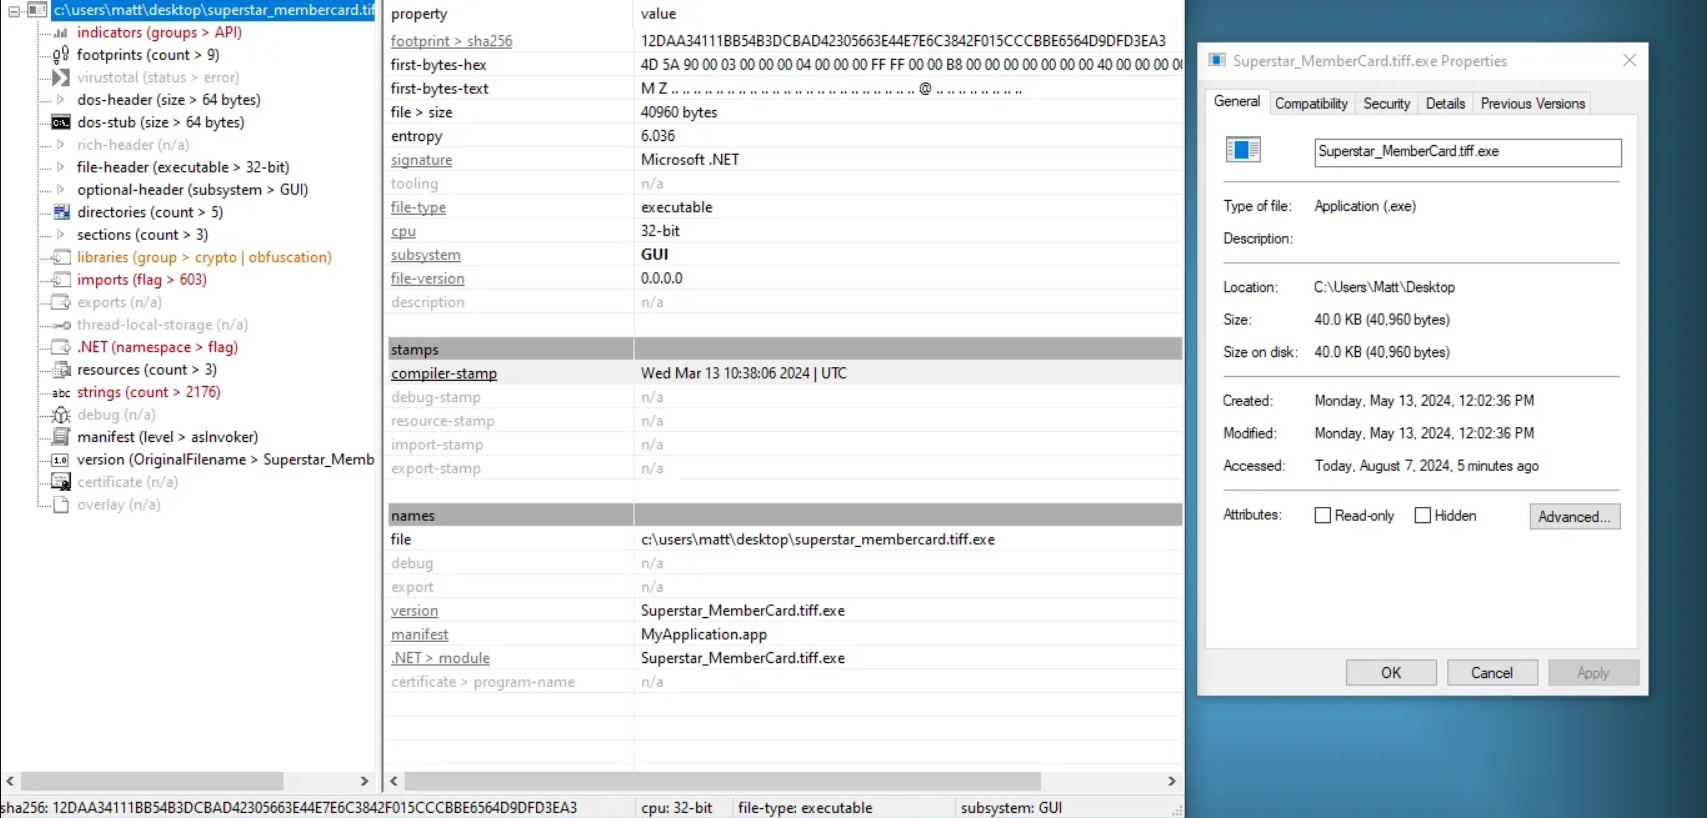 c:\users\matt\desktop\superstar_membercard.tif
indicators (groups > API)
footprints (count > 9)
virustotal (status > error)
dos-header (size > 64 bytes)
dos-stub (size > 64 bytes)
rich-header (n/a)
file-header (executable > 32-bit)
optional-header (subsystem > GUI)
directories (count > 5)
sections (count > 3)
libraries (group > crypto | obfuscation)
imports (flag > 603)
exports (n/a)
thread-local-storage (n/a)
.NET (namespace > flag)
resources (count > 3)
abc strings (count > 2176)
debug (n/a)
manifest (level > asInvoker)
1.0 version (OriginalFilename > Superstar_Memb
certificate (n/a)
overlay (n/a)
property value
footprint > sha256 12DAA34111BB54B3DCBAD42305663E44E7E6C3842F015CCCBBE6564D9DFD3EA3
first-bytes-hex 4D 5A 90 00 03 00 00 00 04 00 00 00 FF FF 00 00 B8 00 00 00 00 00 00 00 40 00 00 00 00
first-bytes-text M Z .. .. .. .. .. .. .. .. .. .. .. .. .. .. .. .. .. .. .. .. .. .. @ .. .. .. .. .. .. ..
file > size 40960 bytes
entropy 6.036
signature Microsoft .NET
tooling n/a
file-type executable
cpu 32-bit
subsystem GUI
file-version 0.0.0.0
description n/a
stamps
compiler-stamp Wed Mar 13 10:38:06 2024 | UTC
debug-stamp n/a
resource-stamp n/a
import-stamp n/a
export-stamp n/a
names
file c:\users\matt\desktop\superstar_membercard.tiff.exe
debug n/a
export n/a
version Superstar_MemberCard.tiff.exe
manifest MyApplication.app
.NET > module Superstar_MemberCard.tiff.exe
certificate > program-name n/a
sha256: 12DAA34111BB54B3DCBAD42305663E44E7E6C3842F015CCCBBE6564D9DFD3EA3 cpu: 32-bit file-type: executable subsystem: GUI
Superstar_MemberCard.tiff.exe Properties
General Compatibility Security Details Previous Versions
Superstar_MemberCard.tiff.exe
Type of file: Application (.exe)
Description:
Location: C:\Users\Matt\Desktop
Size: 40.0 KB (40,960 bytes)
Size on disk: 40.0 KB (40,960 bytes)
Created: Monday, May 13, 2024, 12:02:36 PM
Modified: Monday, May 13, 2024, 12:02:36 PM
Accessed: Today, August 7, 2024, 5 minutes ago
Attributes: Read-only Hidden Advanced...
OK Cancel Apply